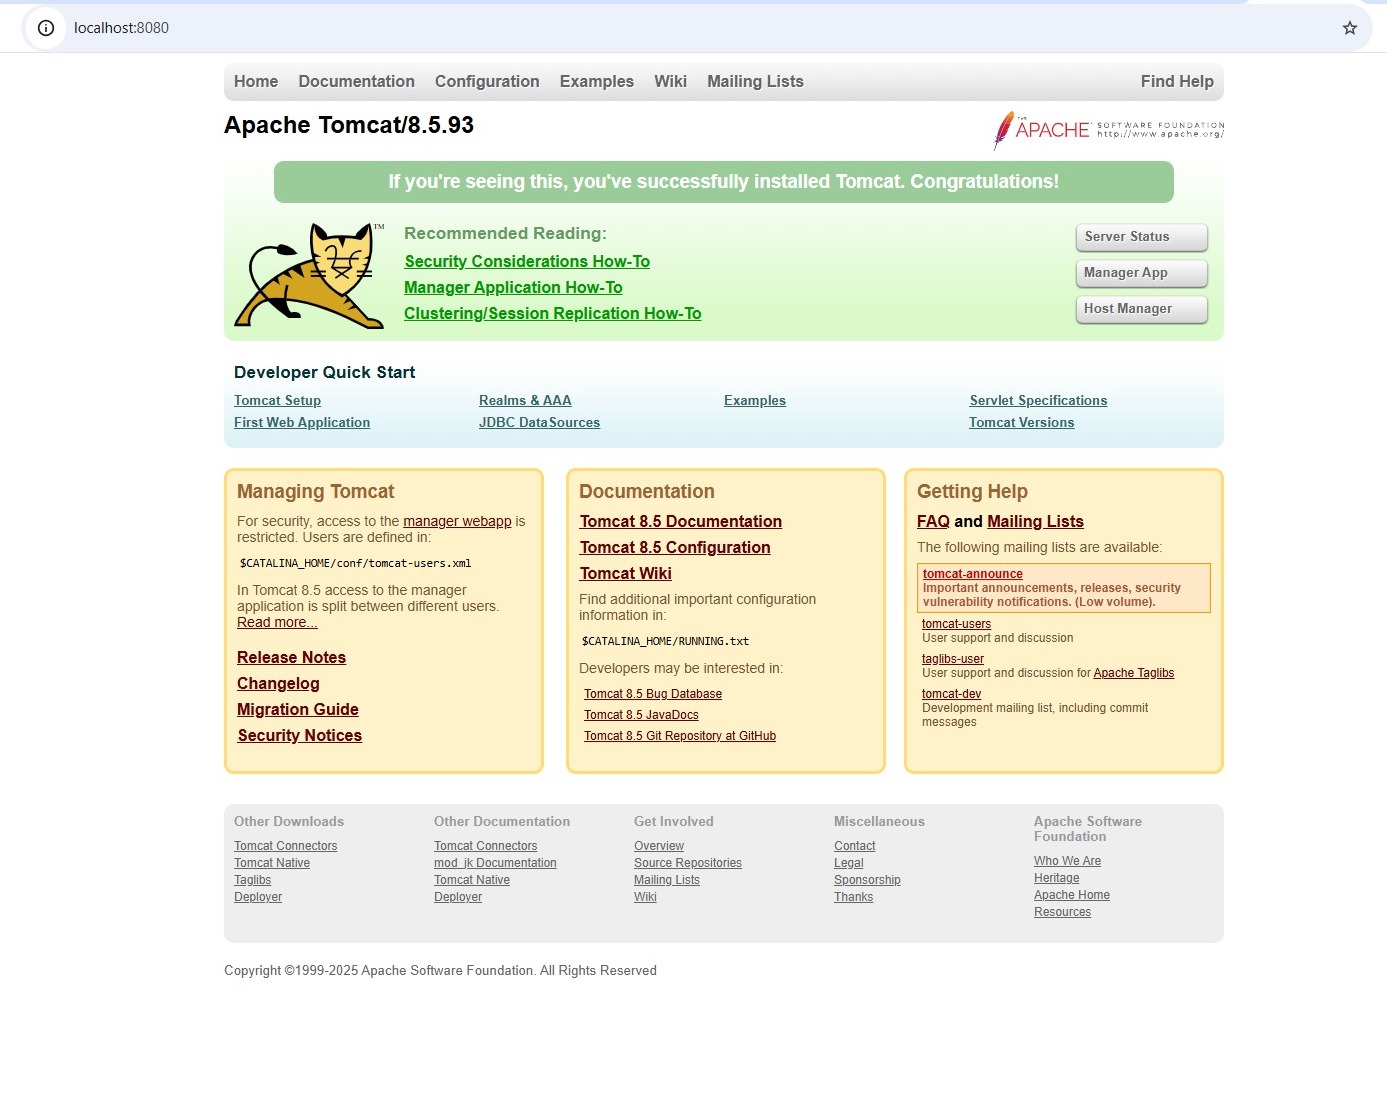 localhost:8080
Home Documentation Configuration Examples Wiki Mailing Lists Find Help
Apache Tomcat/8.5.93
THE APACHE SOFTWARE FOUNDATION
http://www.apache.org/
If you're seeing this, you've successfully installed Tomcat. Congratulations!
TM
Recommended Reading:
Security Considerations How-To
Manager Application How-To
Clustering/Session Replication How-To
Server Status
Manager App
Host Manager
Developer Quick Start
Tomcat Setup
First Web Application
Realms & AAA
JDBC DataSources
Examples
Servlet Specifications
Tomcat Versions
Managing Tomcat
For security, access to the manager webapp is
restricted. Users are defined in:
$CATALINA_HOME/conf/tomcat-users.xml
In Tomcat 8.5 access to the manager
application is split between different users.
Read more...
Release Notes
Changelog
Migration Guide
Security Notices
Documentation
Tomcat 8.5 Documentation
Tomcat 8.5 Configuration
Tomcat Wiki
Find additional important configuration
information in:
$CATALINA_HOME/RUNNING.txt
Developers may be interested in:
Tomcat 8.5 Bug Database
Tomcat 8.5 JavaDocs
Tomcat 8.5 Git Repository at GitHub
Getting Help
FAQ and Mailing Lists
The following mailing lists are available:
tomcat-announce
Important announcements, releases, security
vulnerability notifications. (Low volume).
tomcat-users
User support and discussion
taglibs-user
User support and discussion for Apache Taglibs
tomcat-dev
Development mailing list, including commit
messages
Other Downloads
Tomcat Connectors
Tomcat Native
Taglibs
Deployer
Other Documentation
Tomcat Connectors
mod_jk Documentation
Tomcat Native
Deployer
Get Involved
Overview
Source Repositories
Mailing Lists
Wiki
Miscellaneous
Contact
Legal
Sponsorship
Thanks
Apache Software
Foundation
Who We Are
Heritage
Apache Home
Resources
Copyright ©1999-2025 Apache Software Foundation. All Rights Reserved